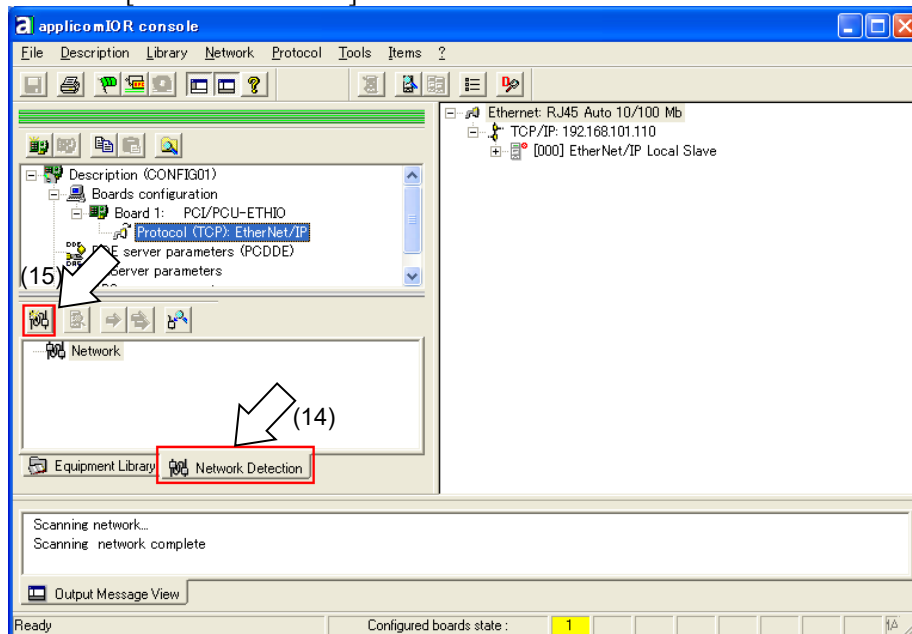 applicomIOR console
File Description Library Network Protocol Tools Items ?
Description (CONFIG01)
Boards configuration
Board 1: PCI/PCU-ETHIO
Protocol (TCP): EtherNet/IP
server parameters (PCDDE)
Server parameters
(15)
Network
(14)
Equipment Library
Network Detection
Ethernet: RJ45 Auto 10/100 Mb
TCP/IP: 192.168.101.110
[000] EtherNet/IP Local Slave
Scanning network...
Scanning network complete
Output Message View
Ready
Configured boards state :
1